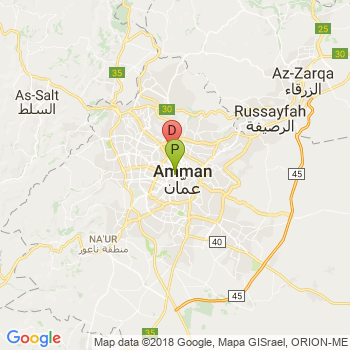 25
30
35
Az-Zarqa
الزرقاء
As-Salt
السلط
30
Russayfah
الرصيفة
D
P
Amman
عمان
45
NA'UR
منطقة ناعور
40
35
45
Google
Map data ©2018 Google, Mapa GISrael, ORION-ME